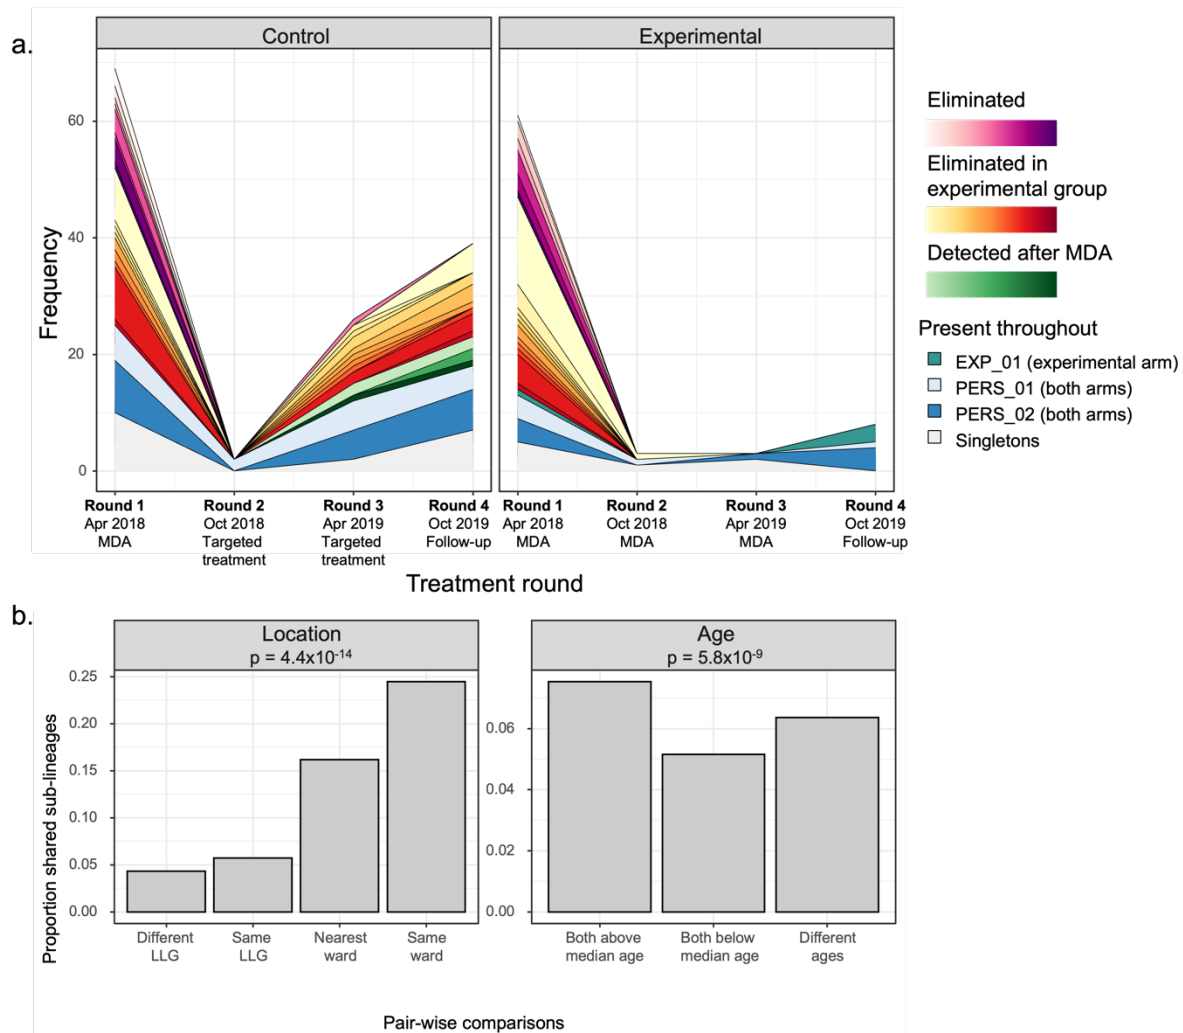 a.
Control
Experimental
60
40
20
0
Frequency
Round 1
Apr 2018
MDA
Round 2
Oct 2018
Targeted
treatment
Round 3
Apr 2019
Targeted
treatment
Round 4
Oct 2019
Follow-up
Round 1
Apr 2018
MDA
Round 2
Oct 2018
MDA
Round 3
Apr 2019
MDA
Round 4
Oct 2019
Follow-up
Treatment round
Eliminated
Eliminated in
experimental group
Detected after MDA
Present throughout
EXP_01 (experimental arm)
PERS_01 (both arms)
PERS_02 (both arms)
Singletons
b.
Location
p = 4.4x10⁻¹⁴
0.25
0.20
0.15
0.10
0.05
0.00
Proportion shared sub-lineages
Different
LLG
Same
LLG
Nearest
ward
Same
ward
Age
p = 5.8x10⁻⁹
0.06
0.04
0.02
0.00
Both above
median age
Both below
median age
Different
ages
Pair-wise comparisons